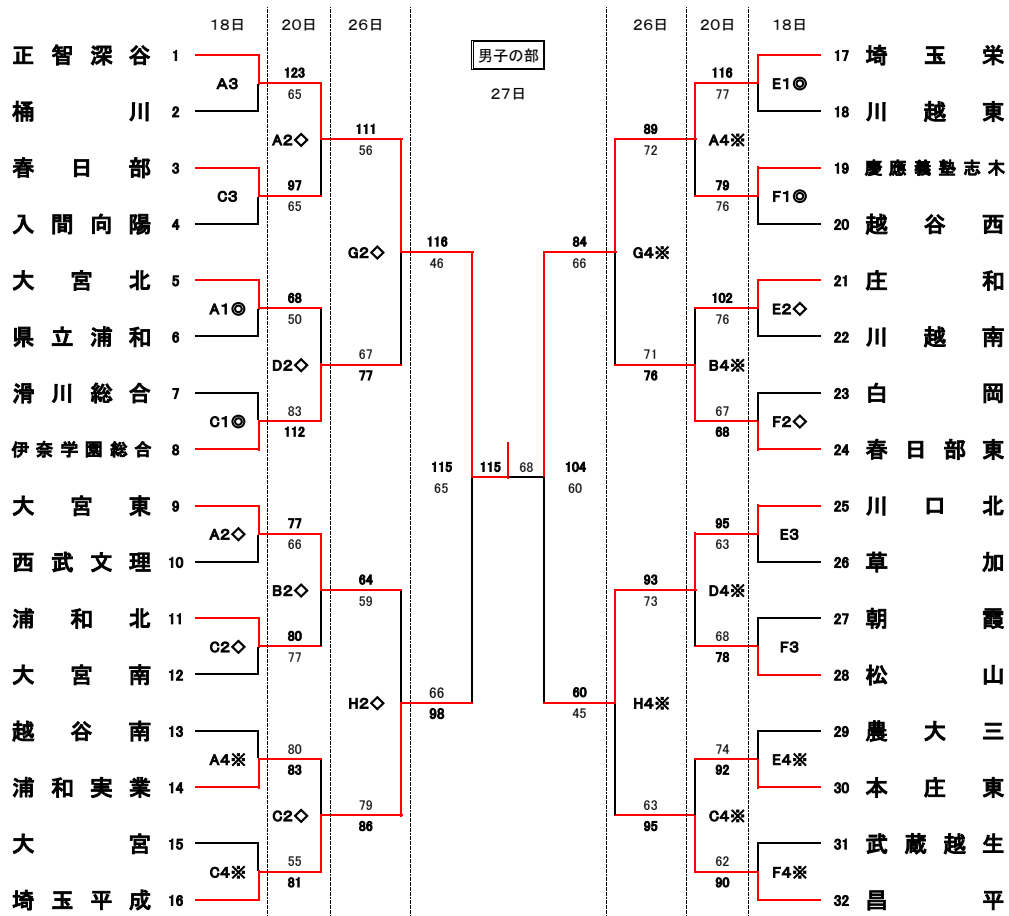 18日 20日 26日 26日 20日 18日
男子の部
27日
正智深谷 1
桶川 2
春日部 3
入間向陽 4
大宮北 5
県立浦和 6
滑川総合 7
伊奈学園総合 8
大宮東 9
西武文理 10
浦和北 11
大宮南 12
越谷南 13
浦和実業 14
大宮 15
埼玉平成 16
A3
C3
A1◎
C1◎
A2◇
C2◇
A4※
C4※
123
65
97
65
68
50
83
112
77
66
80
77
80
83
55
81
A2◇
D2◇
B2◇
C2◇
111
56
67
77
64
59
79
86
G2◇
H2◇
116
46
66
98
115
65
115 68
104
60
84
66
60
45
G4※
H4※
89
72
71
76
93
73
63
95
A4※
B4※
D4※
C4※
116
77
79
76
102
76
67
68
95
63
68
78
74
92
62
90
E1◎
F1◎
E2◇
F2◇
E3
F3
E4※
F4※
17 埼玉栄
18 川越東
19 慶應義塾志木
20 越谷西
21 庄和
22 川越南
23 白岡
24 春日部東
25 川口北
26 草加
27 朝霞
28 松山
29 農大三
30 本庄東
31 武蔵越生
32 昌平